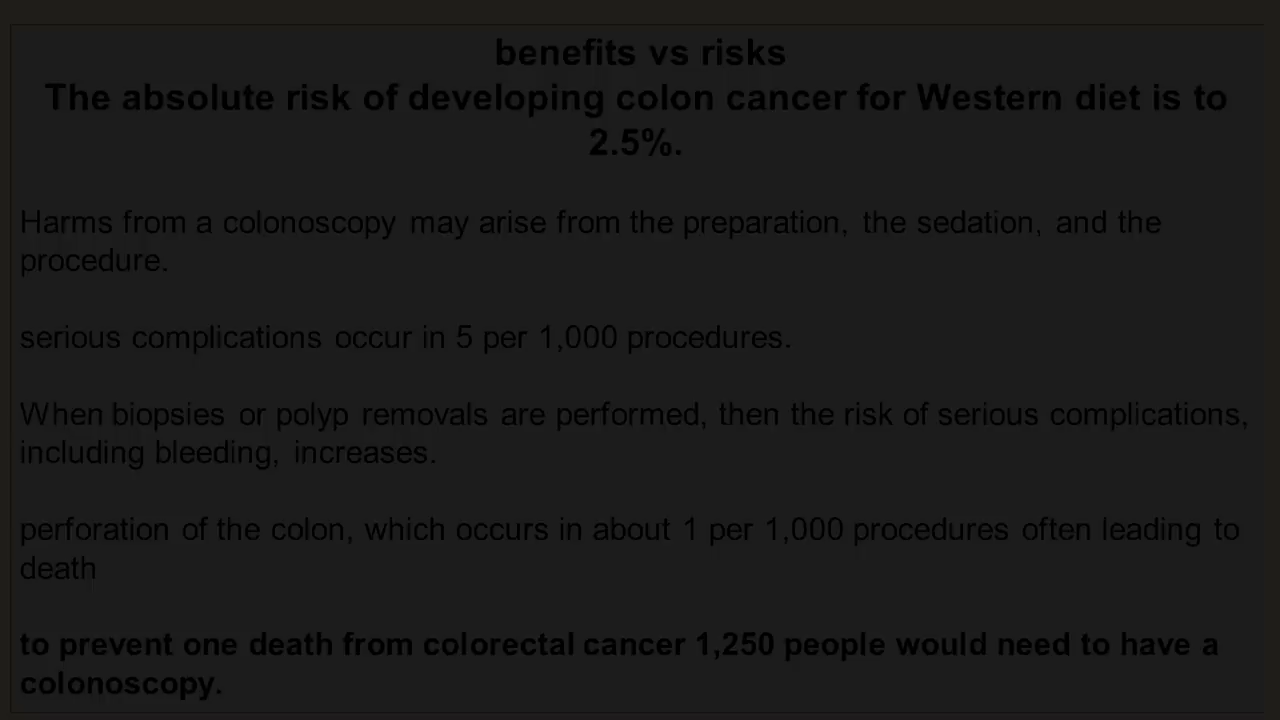 benefits vs risks
The absolute risk of developing colon cancer for Western diet is to
2.5%.
Harms from a colonoscopy may arise from the preparation, the sedation, and the
procedure.
serious complications occur in 5 per 1,000 procedures.
When biopsies or polyp removals are performed, then the risk of serious complications,
including bleeding, increases.
perforation of the colon, which occurs in about 1 per 1,000 procedures often leading to
death
to prevent one death from colorectal cancer 1,250 people would need to have a
colonoscopy.